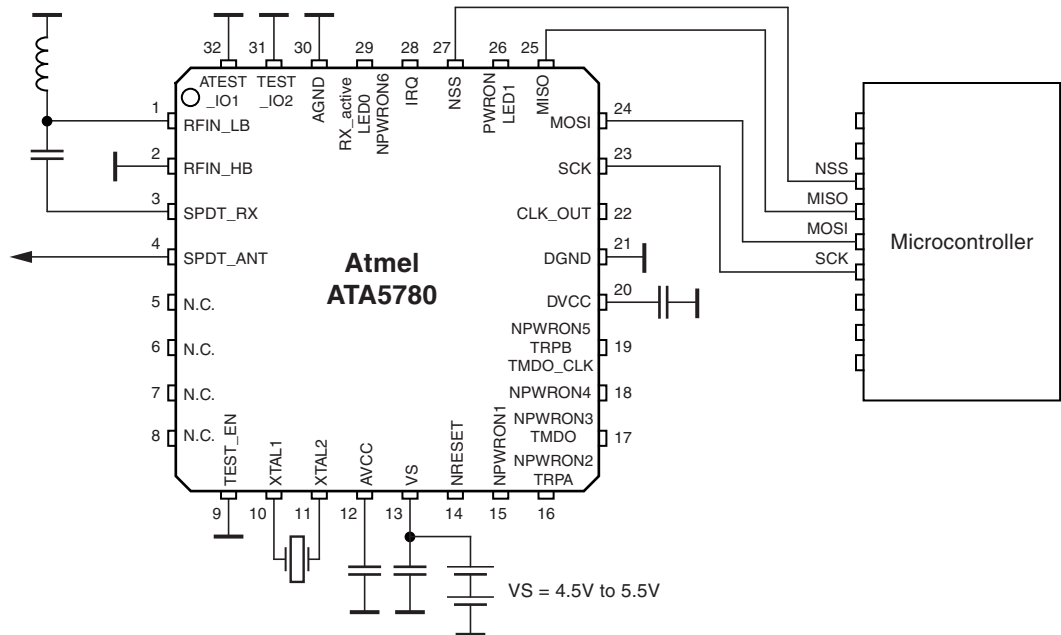 32
31
30
29
28
27
26
25
ATEST
_IO1
TEST
_IO2
AGND
RX_active
LED0
NPWRON6
IRQ
NSS
PWRON
LED1
MISO
1
RFIN_LB
2
RFIN_HB
3
SPDT_RX
4
SPDT_ANT
5
N.C.
6
N.C.
7
N.C.
8
N.C.
Atmel
ATA5780
MOSI
24
SCK
23
CLK_OUT
22
DGND
21
DVCC
20
NPWRON5
TRPB
TMDO_CLK
19
NPWRON4
18
NPWRON3
TMDO
17
NPWRON2
TRPA
16
TEST_EN
XTAL1
XTAL2
AVCC
VS
NRESET
NPWRON1
9
10
11
12
13
14
15
VS = 4.5V to 5.5V
NSS
MISO
MOSI
SCK
Microcontroller